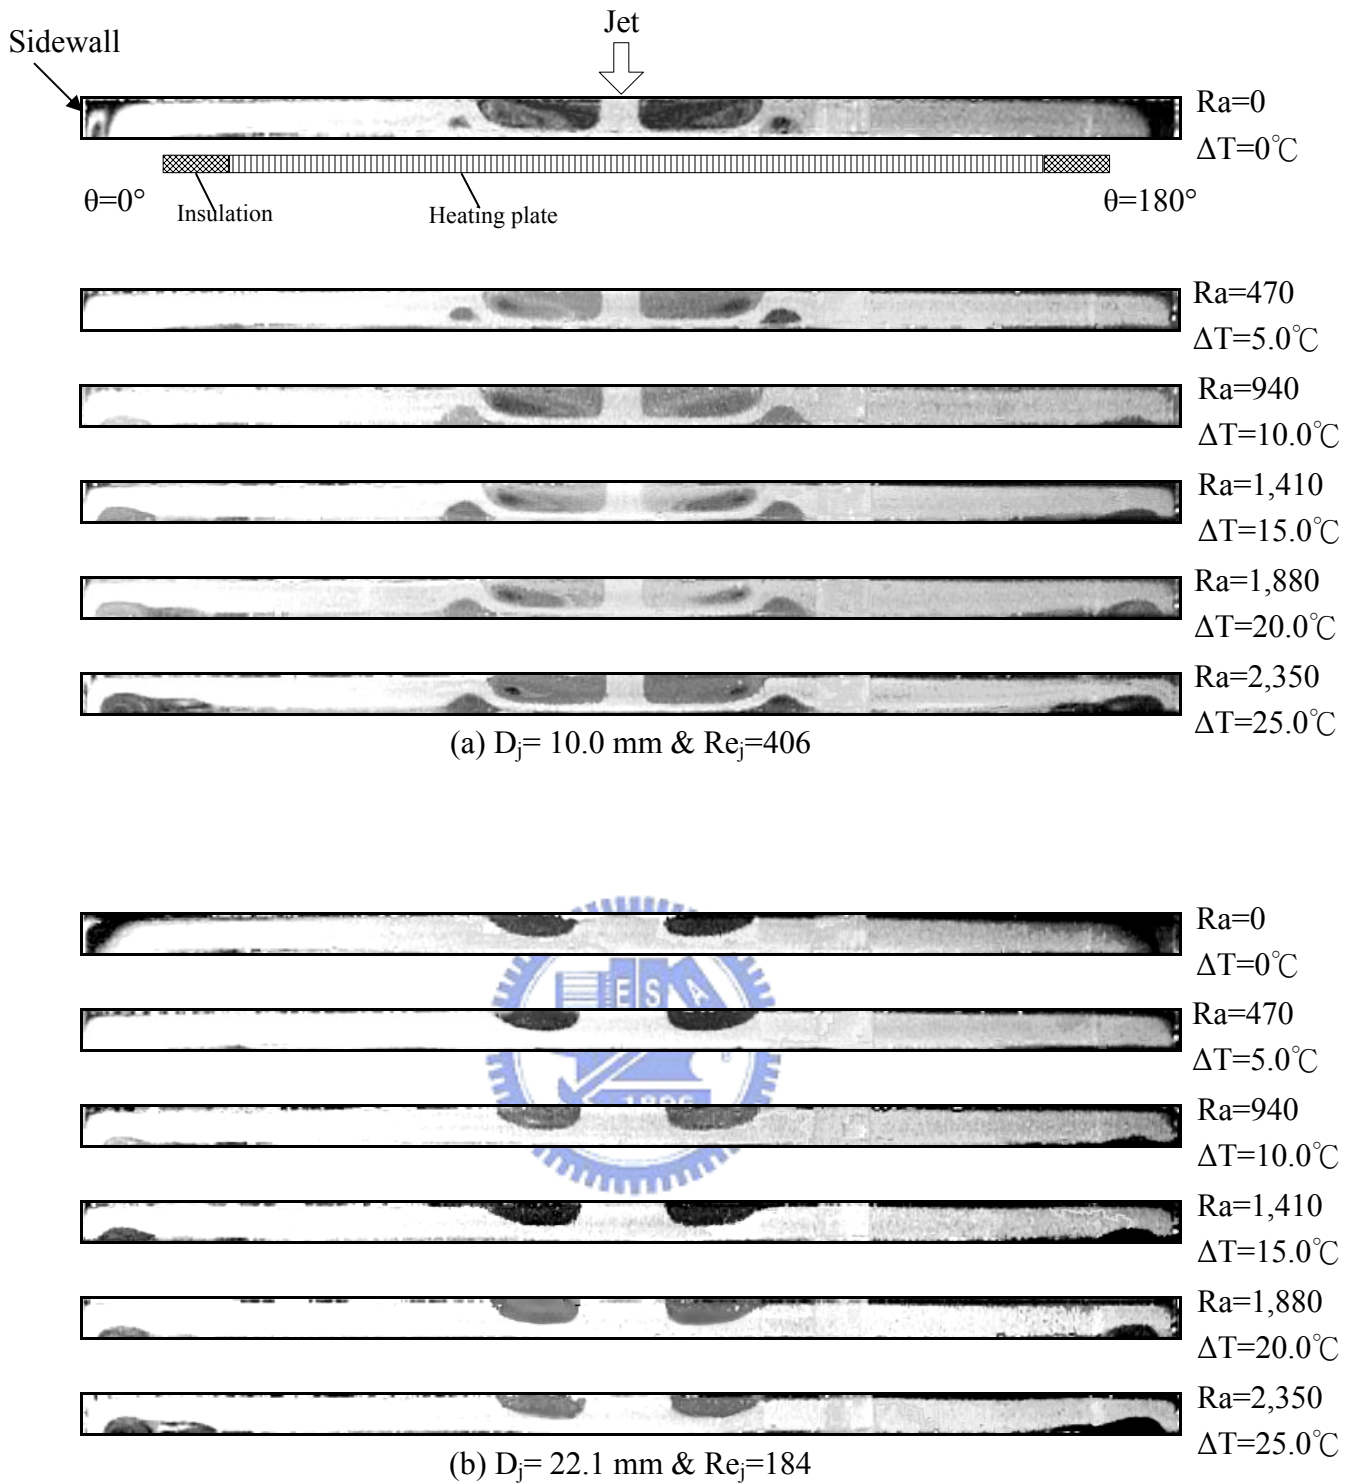 Jet
Sidewall
Ra=0
ΔT=0℃
θ=0°
Insulation
Heating plate
θ=180°
Ra=470
ΔT=5.0℃
Ra=940
ΔT=10.0℃
Ra=1,410
ΔT=15.0℃
Ra=1,880
ΔT=20.0℃
Ra=2,350
ΔT=25.0℃
(a) Dj= 10.0 mm & Rej=406
Ra=0
ΔT=0℃
E S A
Ra=470
ΔT=5.0℃
1896
Ra=940
ΔT=10.0℃
Ra=1,410
ΔT=15.0℃
Ra=1,880
ΔT=20.0℃
Ra=2,350
ΔT=25.0℃
(b) Dj= 22.1 mm & Rej=184